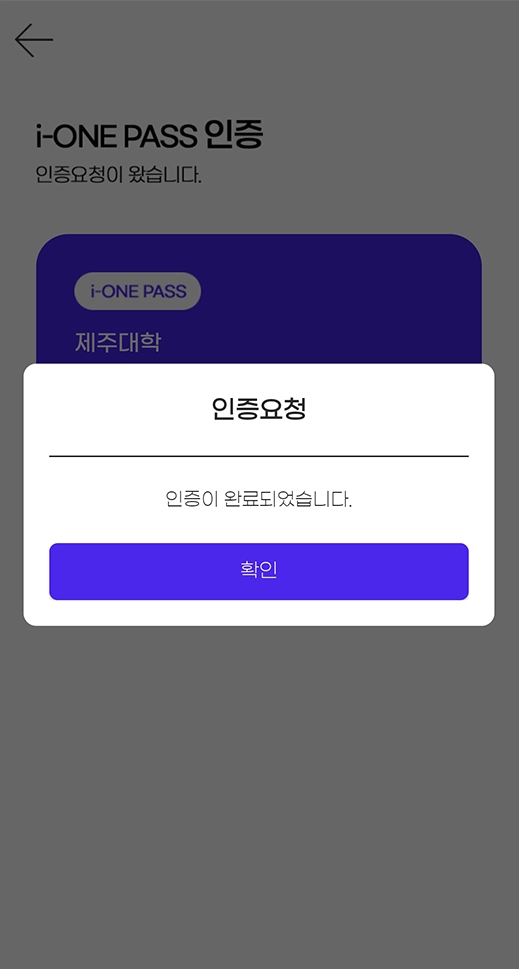 i-ONE PASS 인증
인증요청이 왔습니다.
i-ONE PASS
제주대학
인증요청
인증이 완료되었습니다.
확인